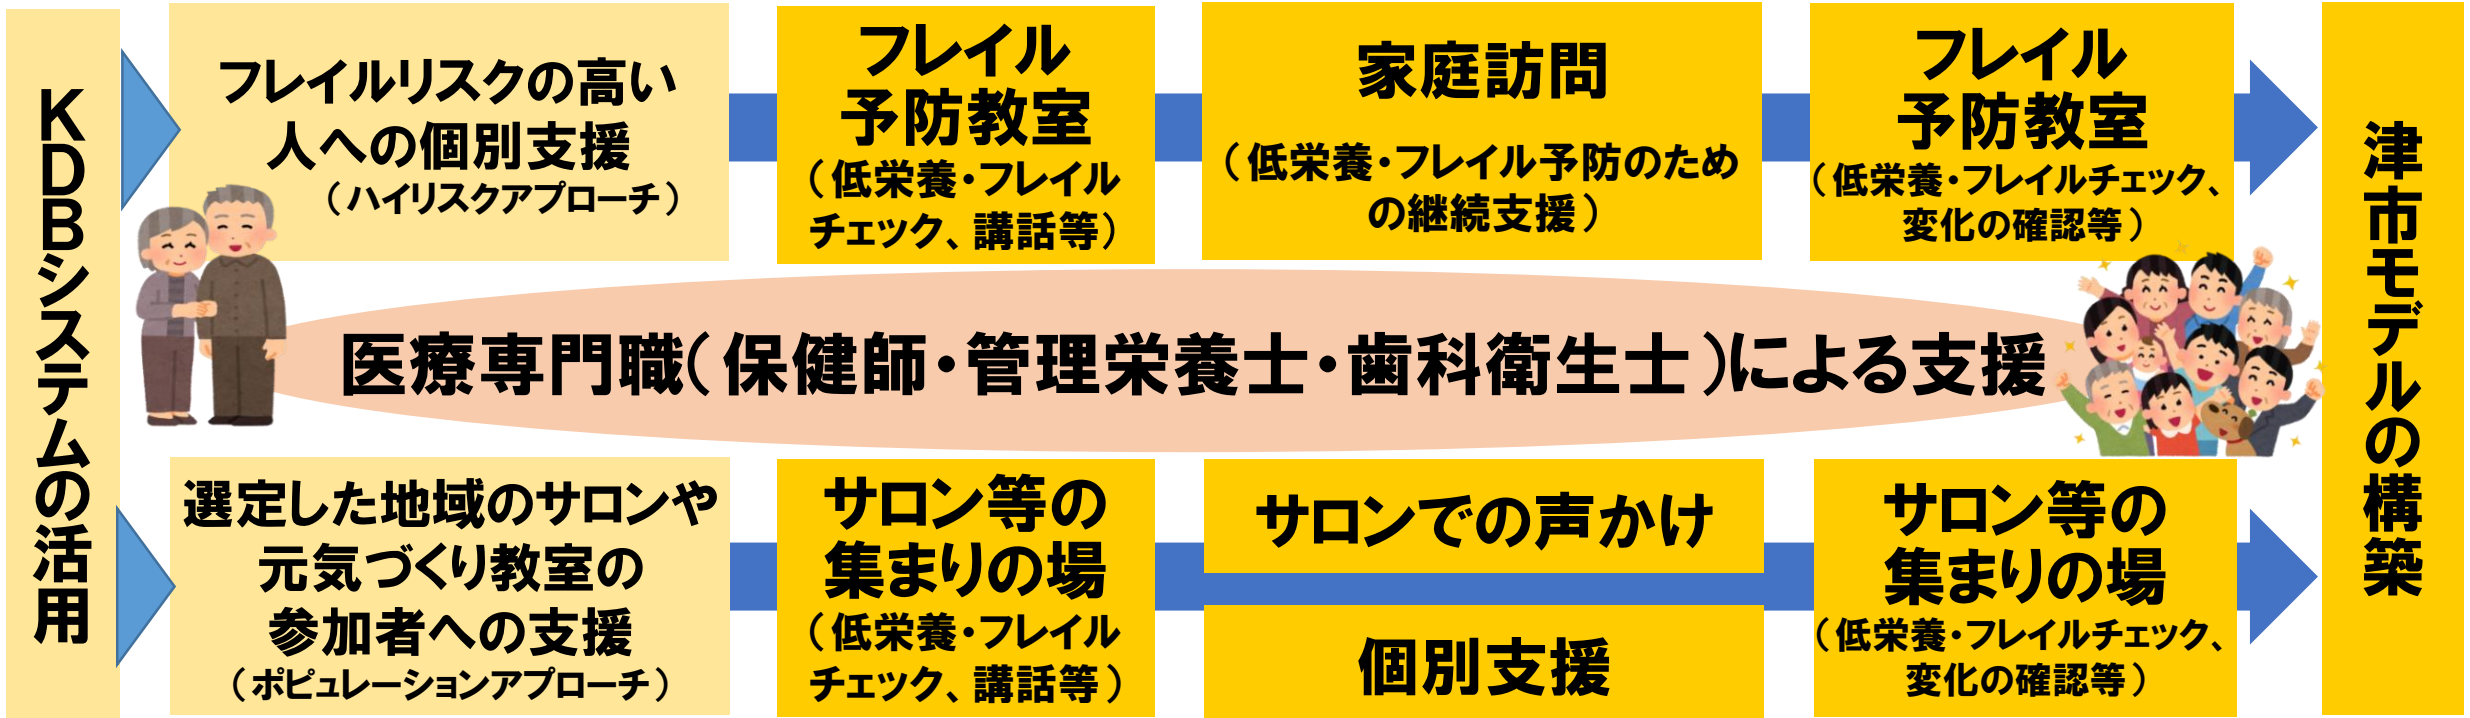 KDBシステムの活用
フレイルリスクの高い
人への個別支援
（ハイリスクアプローチ）
フレイル
予防教室
（低栄養・フレイル
チェック、講話等）
家庭訪問
（低栄養・フレイル予防のため
の継続支援）
フレイル
予防教室
（低栄養・フレイルチェック、
変化の確認等）
医療専門職（保健師・管理栄養士・歯科衛生士）による支援
選定した地域のサロンや
元気づくり教室の
参加者への支援
（ポピュレーションアプローチ）
サロン等の
集まりの場
（低栄養・フレイル
チェック、講話等）
サロンでの声かけ
個別支援
サロン等の
集まりの場
（低栄養・フレイルチェック、
変化の確認等）
津市モデルの構築